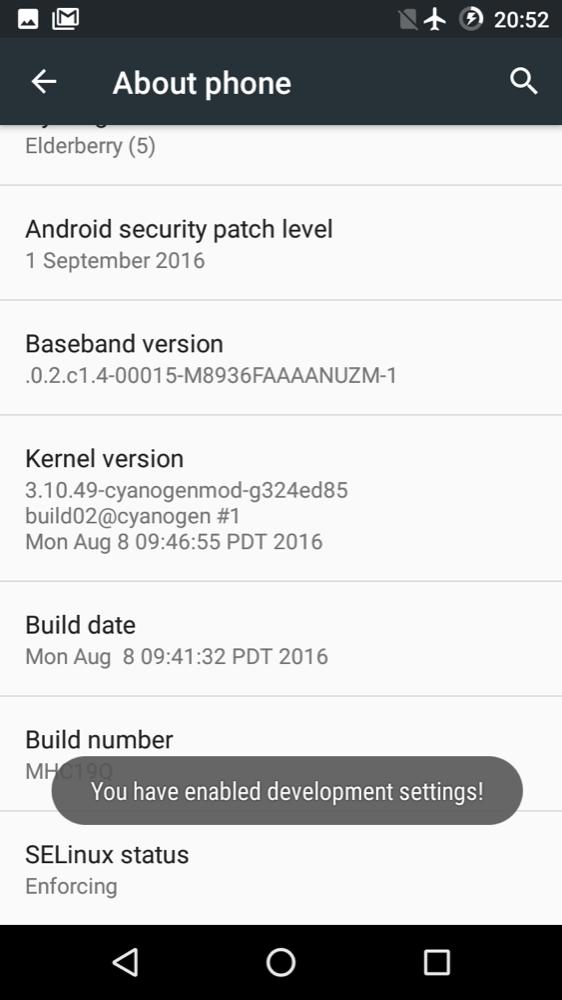 20:52
About phone
Elderberry (5)
Android security patch level
1 September 2016
Baseband version
.0.2.c1.4-00015-M8936FAAAANUZM-1
Kernel version
3.10.49-cyanogenmod-g324ed85
build02@cyanogen #1
Mon Aug 8 09:46:55 PDT 2016
Build date
Mon Aug  8 09:41:32 PDT 2016
Build number
MHC19Q
You have enabled development settings!
SELinux status
Enforcing